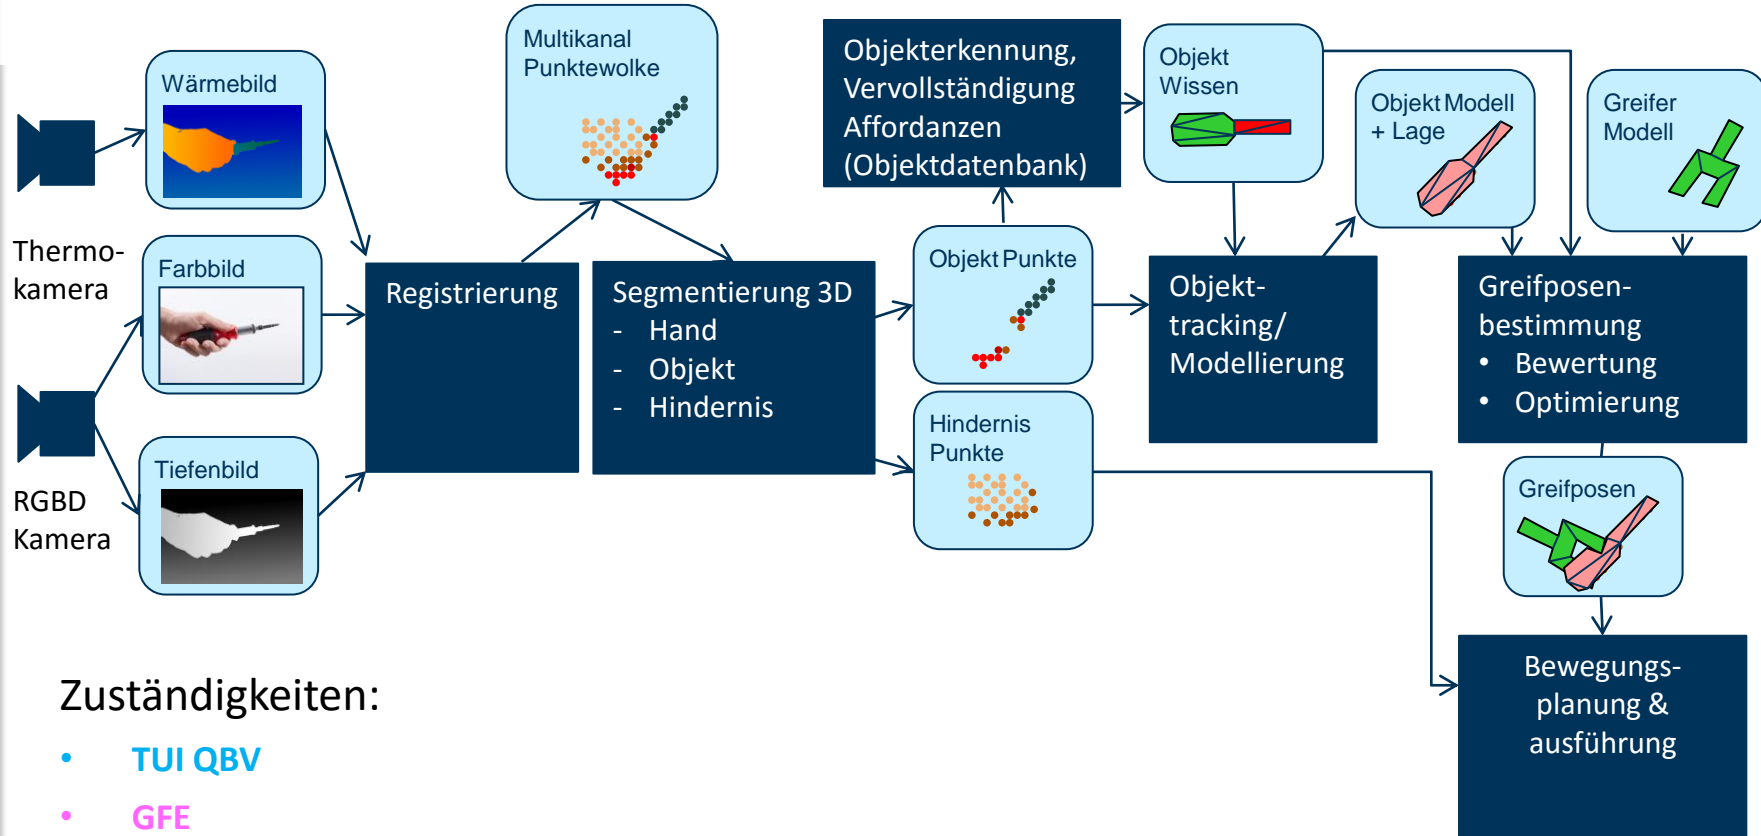 Wärmebild
Thermo-
kamera
Farbbild
Tiefenbild
RGBD
Kamera
Registrierung
Multikanal
Punktewolke
Segmentierung 3D
- Hand
- Objekt
- Hindernis
Objekterkennung,
Vervollständigung
Affordanzen
(Objektdatenbank)
Objekt Punkte
Hindernis
Punkte
Objekt
Wissen
Objekt-
tracking/
Modellierung
Objekt Modell
+ Lage
Greifer
Modell
Greifposen-
bestimmung
• Bewertung
• Optimierung
Greifposen
Bewegungs-
planung &
ausführung
Zuständigkeiten:
• TUI QBV
• GFE